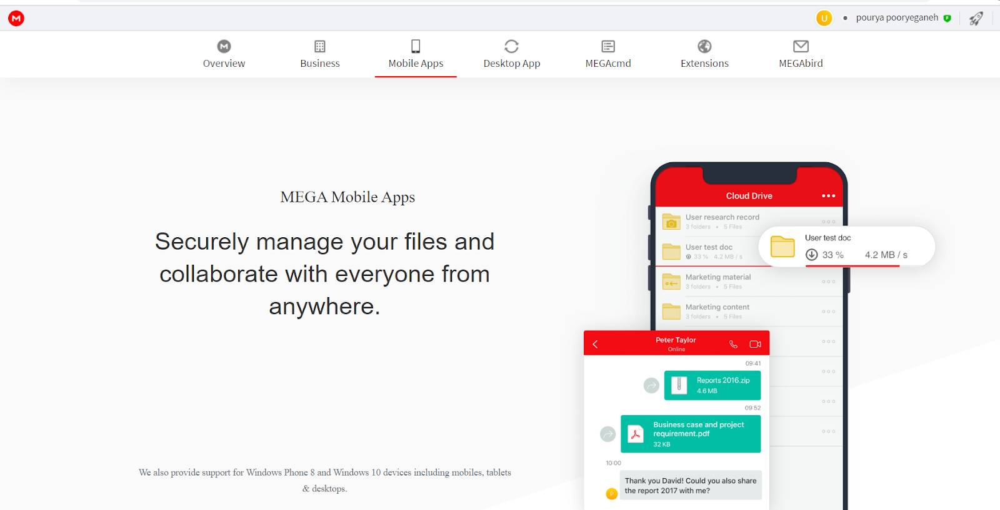 M
U
pourya pooryeganeh
F
M
Overview
Business
Mobile Apps
Desktop App
MEGAcmd
Extensions
MEGAbird
MEGA Mobile Apps
Securely manage your files and
collaborate with everyone from
anywhere.
We also provide support for Windows Phone 8 and Windows 10 devices including mobiles, tablets
& desktops.
Cloud Drive
User research record
3 folders • 5 Files
User test doc
33 % 4.2 MB / s
User test doc
33 % 4.2 MB / s
Marketing material
3 folders • 5 Files
Marketing content
3 folders • 5 Files
Peter Taylor
Online
09:41
Reports 2016.zip
4.6 MB
09:52
Business case and project
requirement.pdf
32 KB
10:00
P
Thank you David! Could you also share
the report 2017 with me?